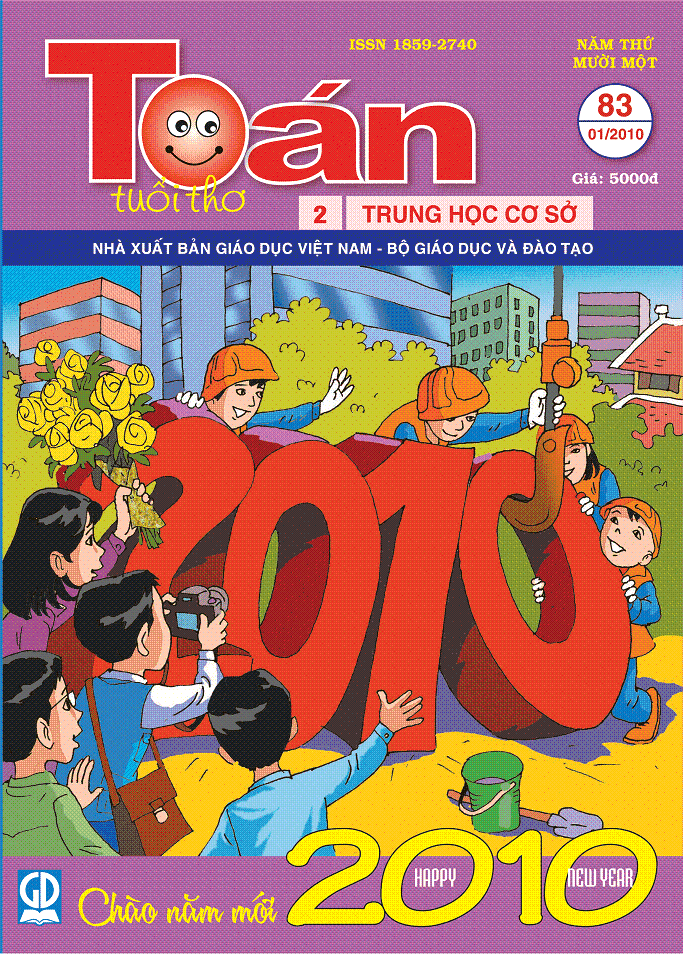 ISSN 1859-2740
NĂM THỨ
MƯỜI MỘT
Toán
tuổi thơ
83
01/2010
Giá: 5000đ
2 TRUNG HỌC CƠ SỞ
NHÀ XUẤT BẢN GIÁO DỤC VIỆT NAM - BỘ GIÁO DỤC VÀ ĐÀO TẠO
2010
Chào năm mới 2010
HAPPY NEW YEAR
GD